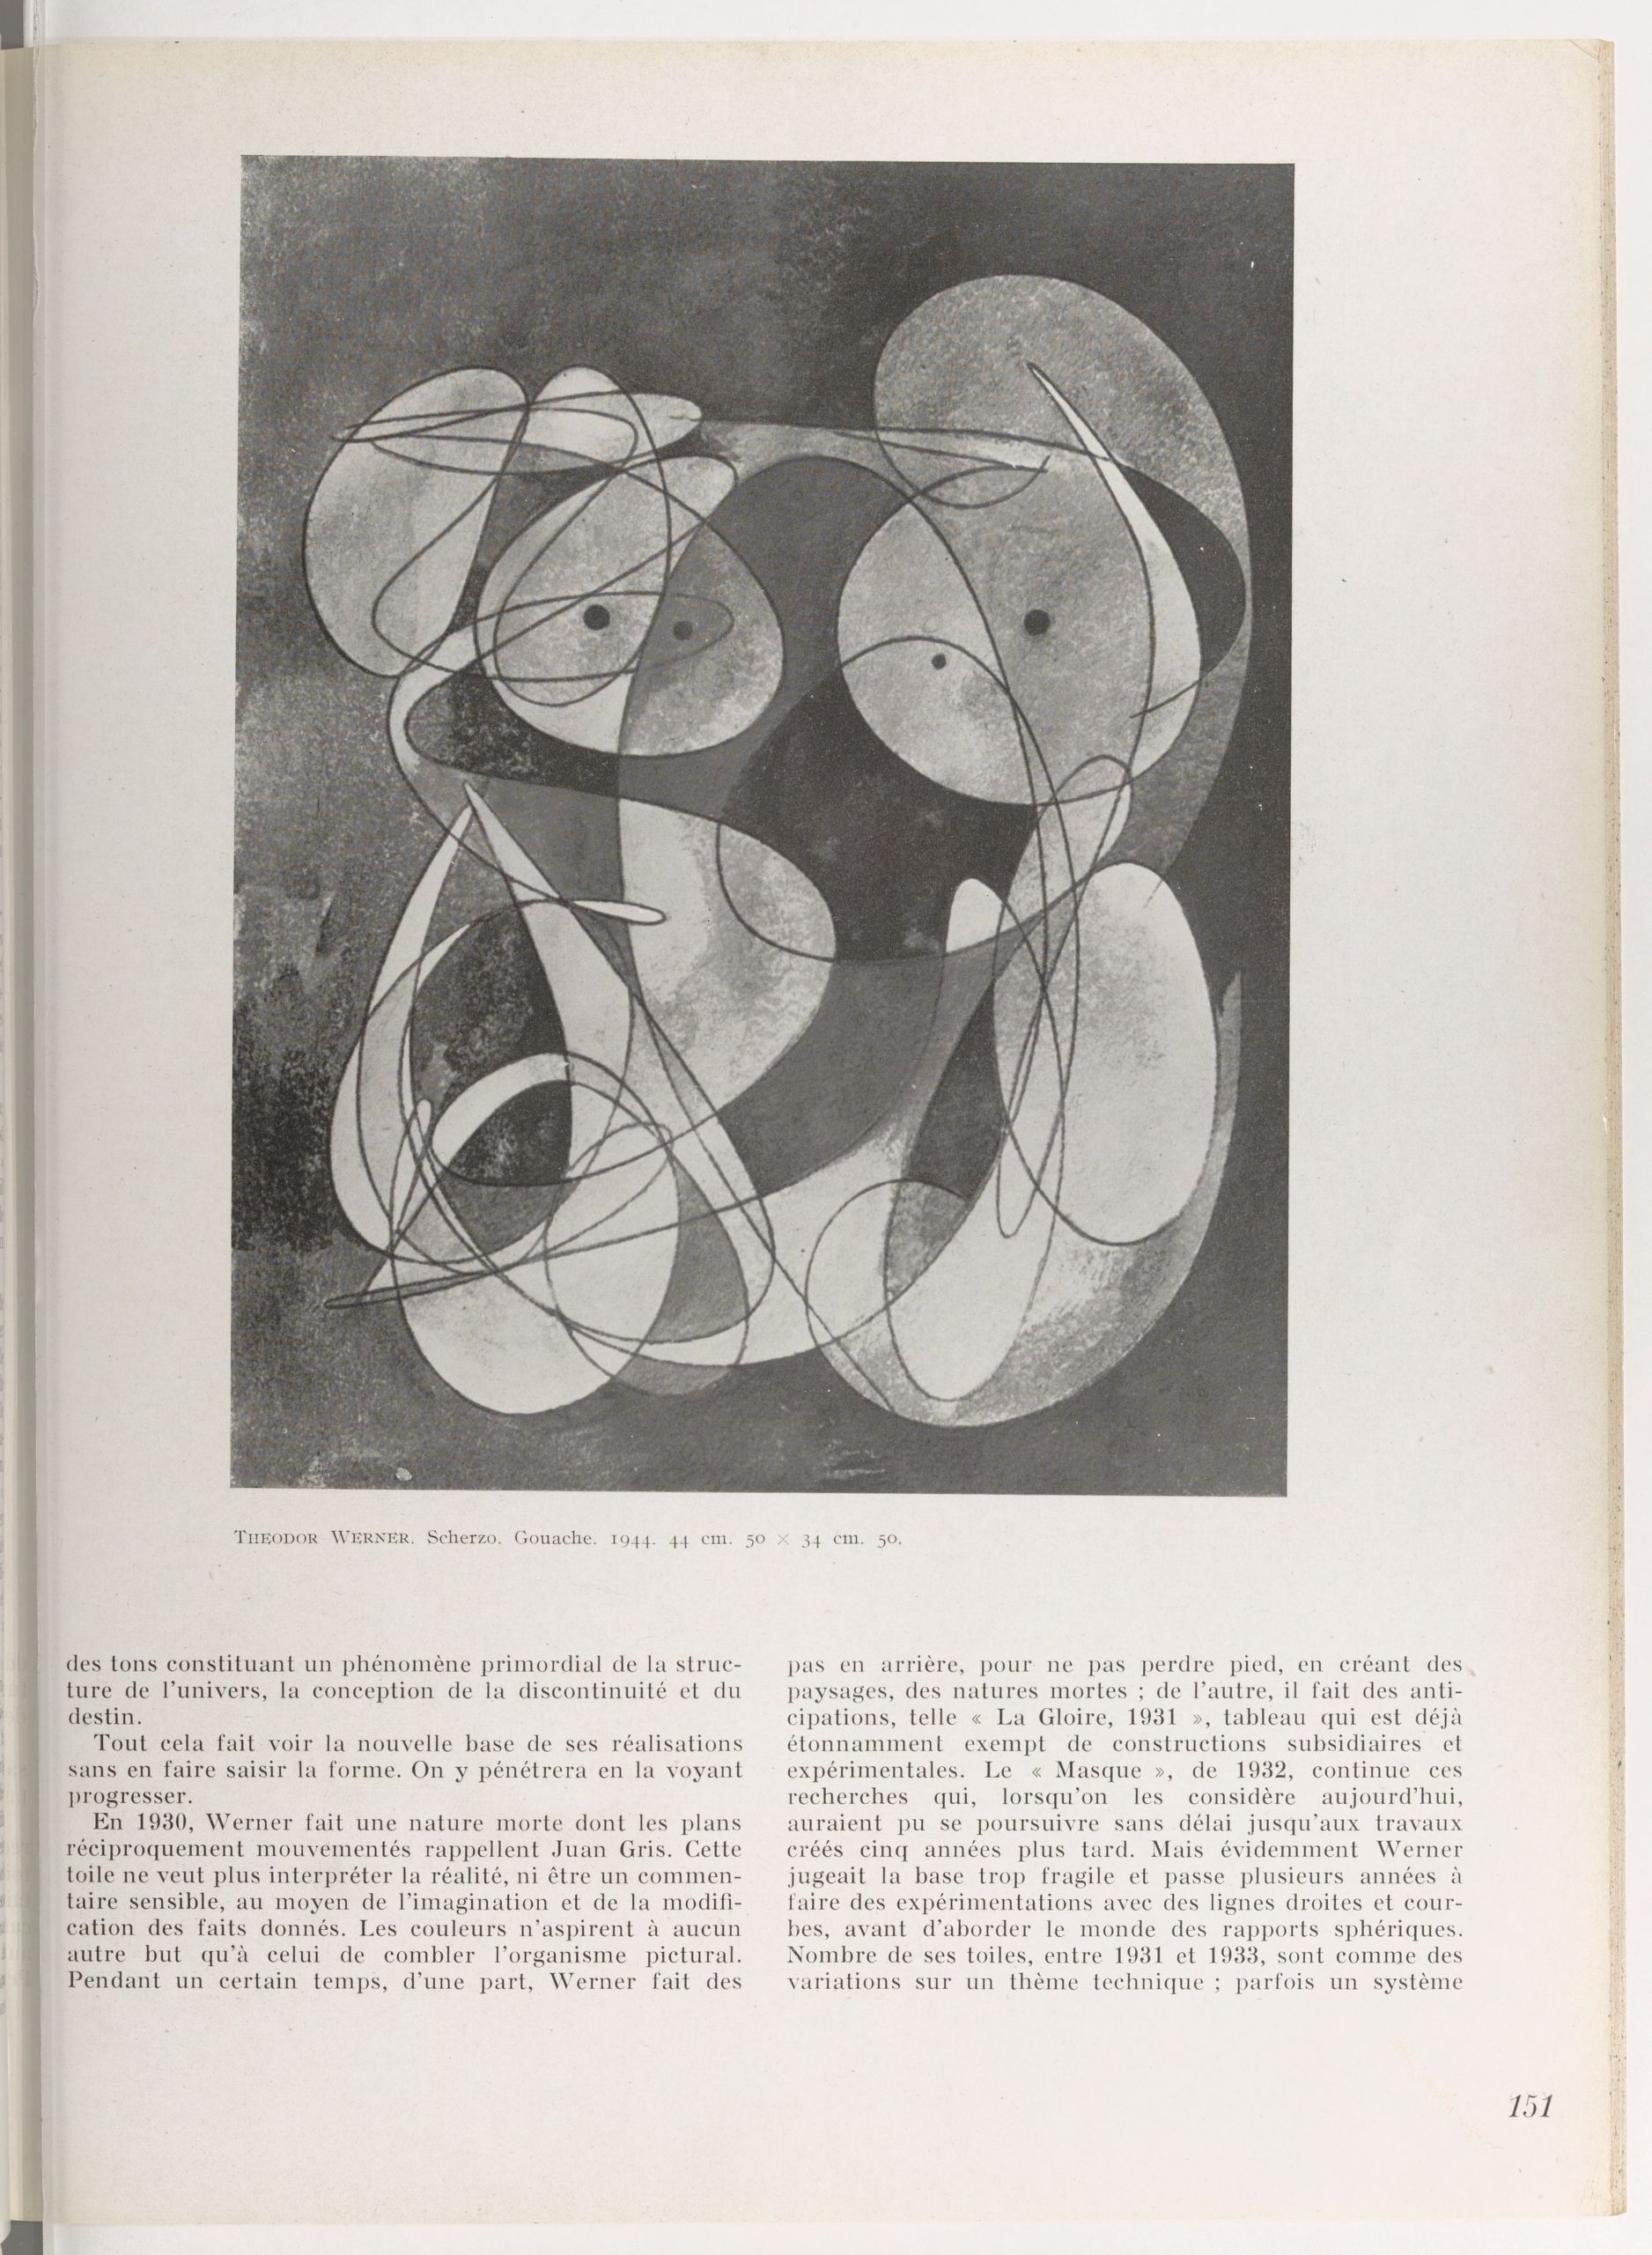 THEODOR WERNER. Scherzo. Gouache. 1944. 44 cm. 50 × 34 cm. 50.
des tons constituant un phénomène primordial de la struc-
ture de l'univers, la conception de la discontinuité et du
destin.
Tout cela fait voir la nouvelle base de ses réalisations
sans en faire saisir la forme. On y pénétrera en la voyant
progresser.
En 1930, Werner fait une nature morte dont les plans
réciproquement mouvementés rappellent Juan Gris. Cette
toile ne veut plus interpréter la réalité, ni être un commen-
taire sensible, au moyen de l'imagination et de la modifi-
cation des faits donnés. Les couleurs n'aspirent à aucun
autre but qu'à celui de combler l'organisme pictural.
Pendant un certain temps, d'une part, Werner fait des
pas en arrière, pour ne pas perdre pied, en créant des
paysages, des natures mortes ; de l'autre, il fait des anti-
cipations, telle « La Gloire, 1931 », tableau qui est déjà
étonnamment exempt de constructions subsidiaires et
expérimentales. Le « Masque », de 1932, continue ces
recherches qui, lorsqu'on les considère aujourd'hui,
auraient pu se poursuivre sans délai jusqu'aux travaux
créés cinq années plus tard. Mais évidemment Werner
jugeait la base trop fragile et passe plusieurs années à
faire des expérimentations avec des lignes droites et cour-
bes, avant d'aborder le monde des rapports sphériques.
Nombre de ses toiles, entre 1931 et 1933, sont comme des
variations sur un thème technique ; parfois un système
151